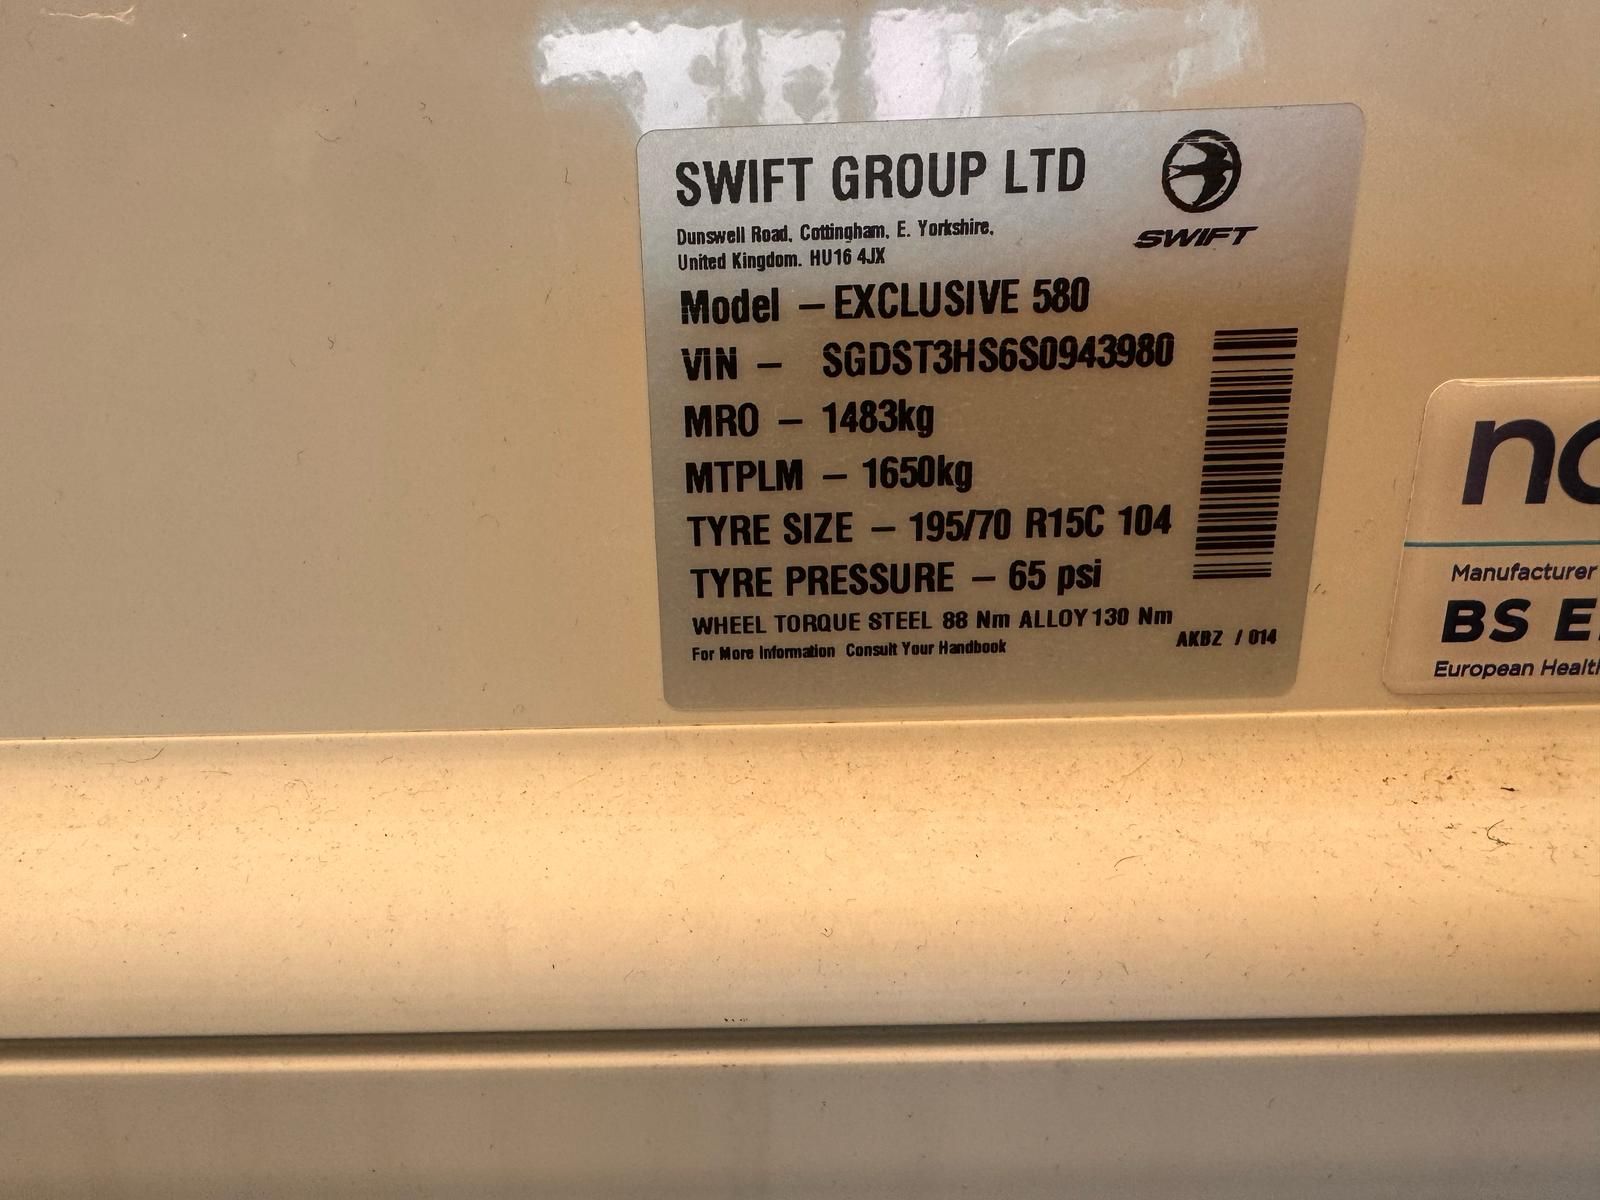 SWIFT GROUP LTD
SWIFT
Dunswell Road, Cottingham, E. Yorkshire,
United Kingdom. HU16 4JX
Model – EXCLUSIVE 580
VIN – SGDST3HS6S0943980
MRO – 1483kg
MTPLM – 1650kg
TYRE SIZE – 195/70 R15C 104
TYRE PRESSURE – 65 psi
WHEEL TORQUE STEEL 88 Nm ALLOY 130 Nm
For More Information Consult Your Handbook
AKBZ / 014
Manufacturer
BS
European